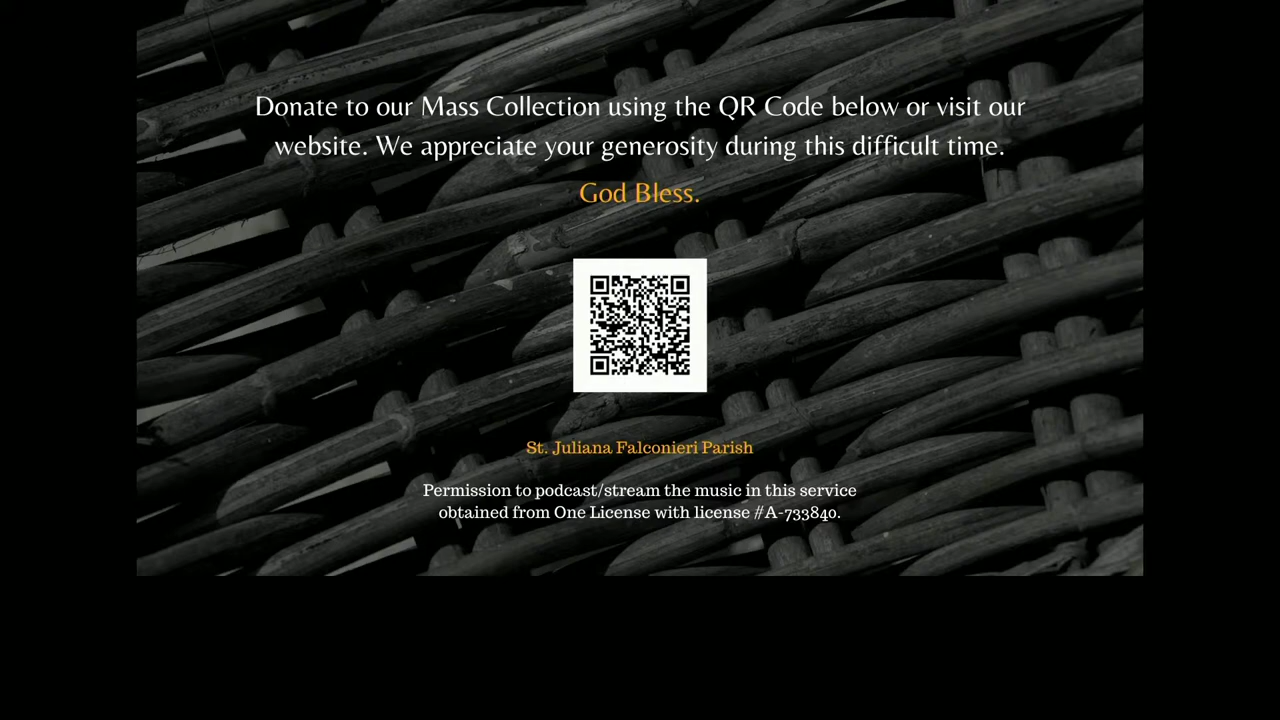 Donate to our Mass Collection using the QR Code below or visit our
website. We appreciate your generosity during this difficult time.
God Bless.
St. Juliana Falconieri Parish
Permission to podcast/stream the music in this service
obtained from One License with license #A-733840.